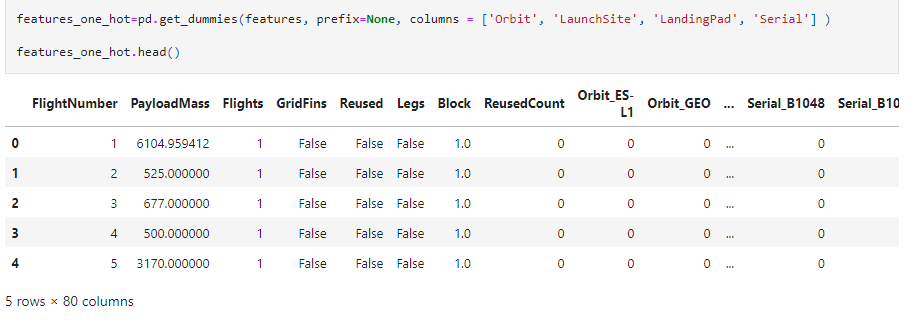 features_one_hot=pd.get_dummies(features, prefix=None, columns = ['Orbit', 'LaunchSite', 'LandingPad', 'Serial'] )
features_one_hot.head()
FlightNumber PayloadMass Flights GridFins Reused Legs Block ReusedCount Orbit_ES-L1 Orbit_GEO ... Serial_B1048 Serial_B10
0 1 6104.959412 1 False False False 1.0 0 0 0 ... 0
1 2 525.000000 1 False False False 1.0 0 0 0 ... 0
2 3 677.000000 1 False False False 1.0 0 0 0 ... 0
3 4 500.000000 1 False False False 1.0 0 0 0 ... 0
4 5 3170.000000 1 False False False 1.0 0 0 0 ... 0
5 rows × 80 columns